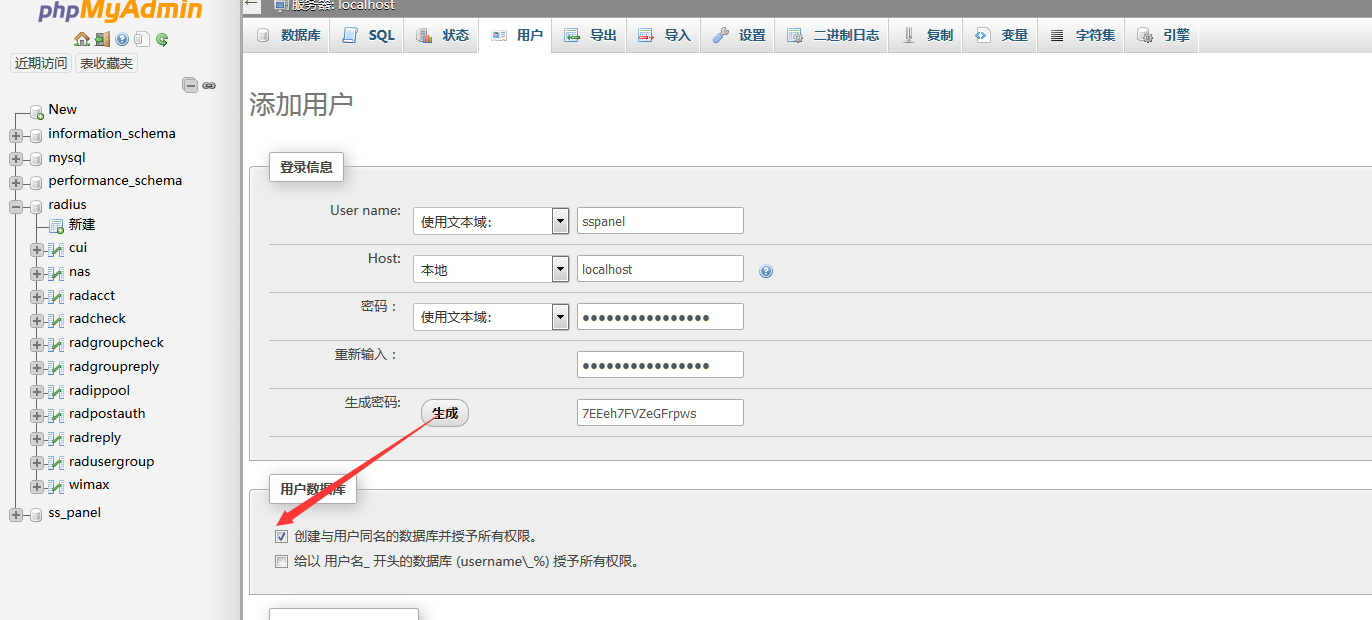 phpMyAdmin
近期访问 表收藏夹
New
information_schema
mysql
performance_schema
radius
新建
cui
nas
radacct
radcheck
radgroupcheck
radgroupreply
radippool
radpostauth
radreply
radusergroup
wimax
ss_panel
服务器: localhost
数据库 SQL 状态 用户 导出 导入 设置 二进制日志 复制 变量 字符集 引擎
添加用户
登录信息
User name: 使用文本域: sspanel
Host: 本地 localhost
密码： 使用文本域: ••••••••••••••••
重新输入： ••••••••••••••••
生成密码: 生成 7EEeh7FVZeGFrpws
用户数据库
创建与用户同名的数据库并授予所有权限。
给以 用户名_ 开头的数据库 (username\_%) 授予所有权限。